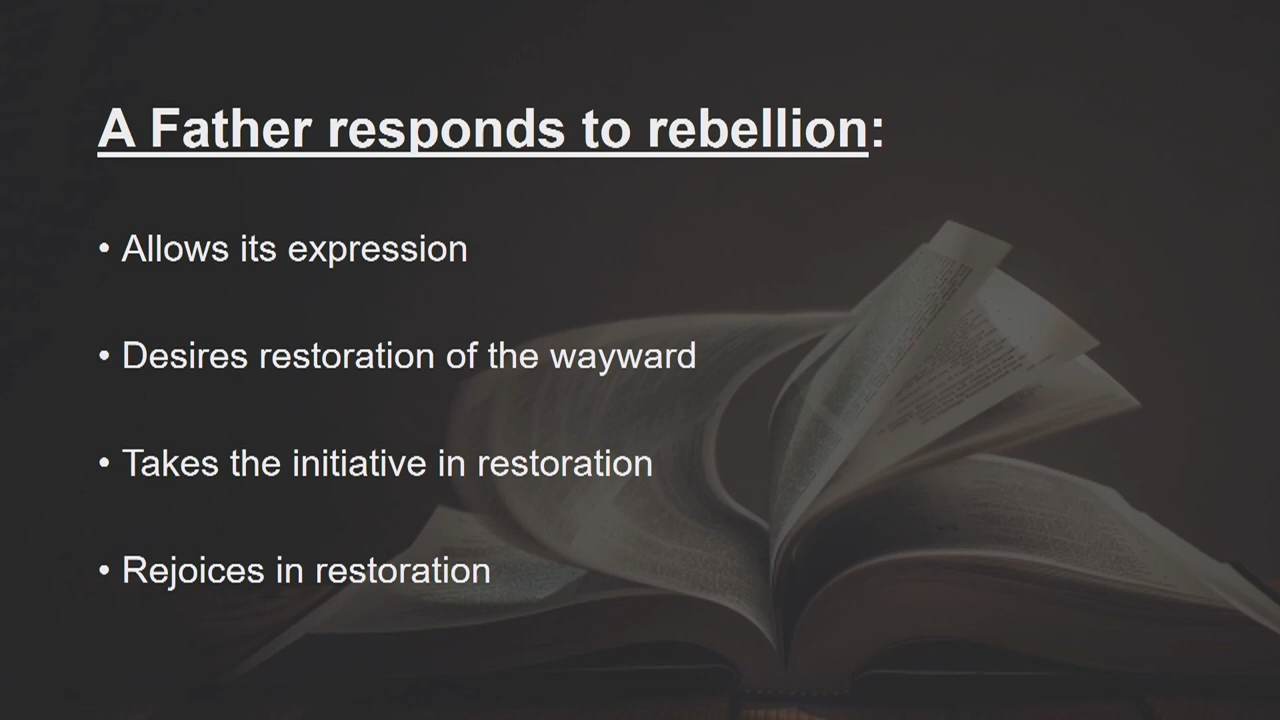 A Father responds to rebellion:
• Allows its expression
• Desires restoration of the wayward
• Takes the initiative in restoration
• Rejoices in restoration